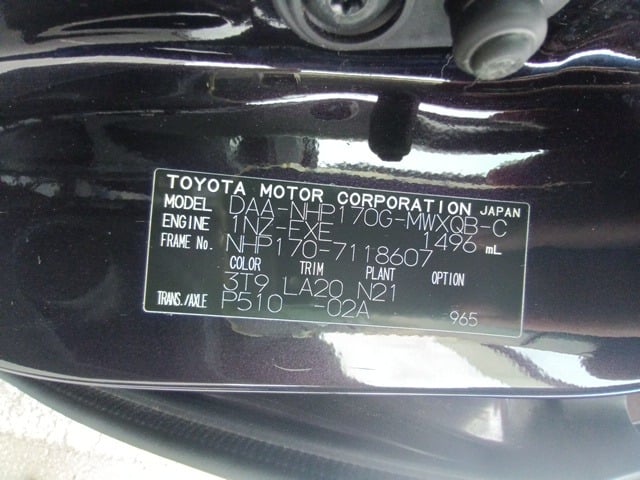 TOYOTA MOTOR CORPORATION JAPAN
MODEL DAA-NHP170G-MWXQB-C
ENGINE 1NZ-FXE 1496 mL
FRAME No. NHP170-7118607
COLOR TRIM PLANT OPTION
3T9 LA20 N21
TRANS./AXLE P510 -02A 965